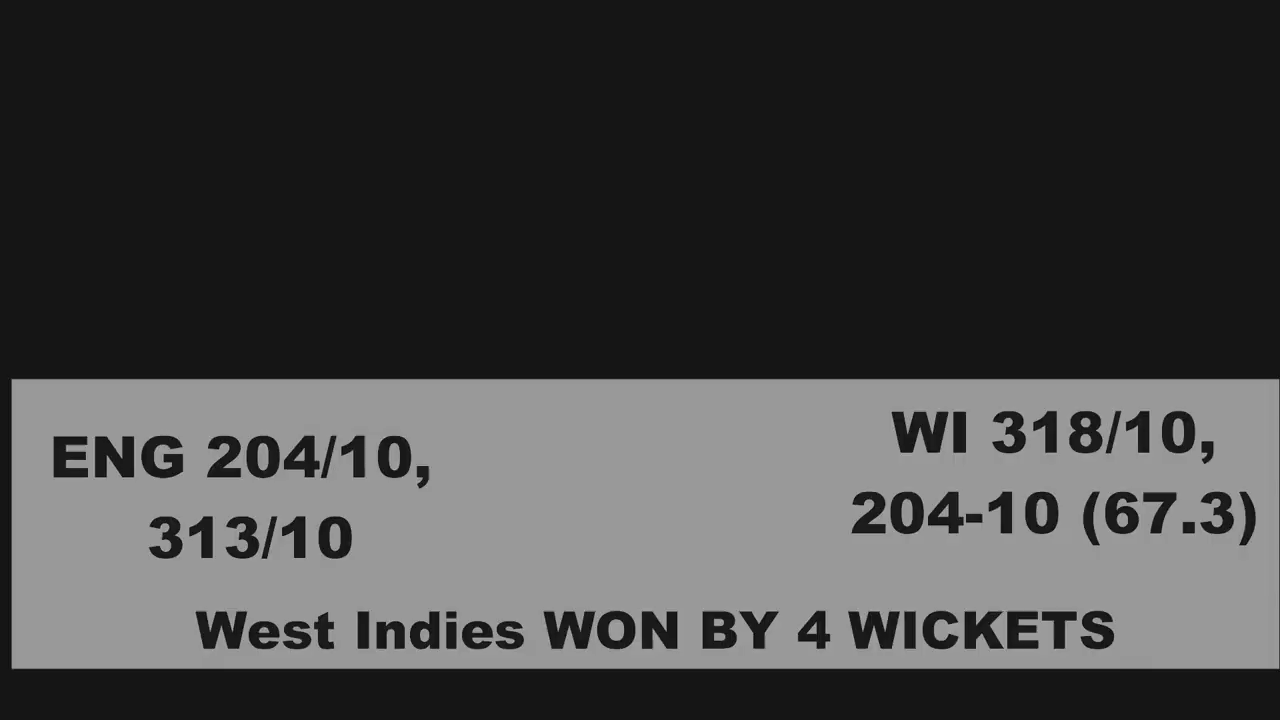 ENG 204/10,
313/10
WI 318/10,
204-10 (67.3)
West Indies WON BY 4 WICKETS